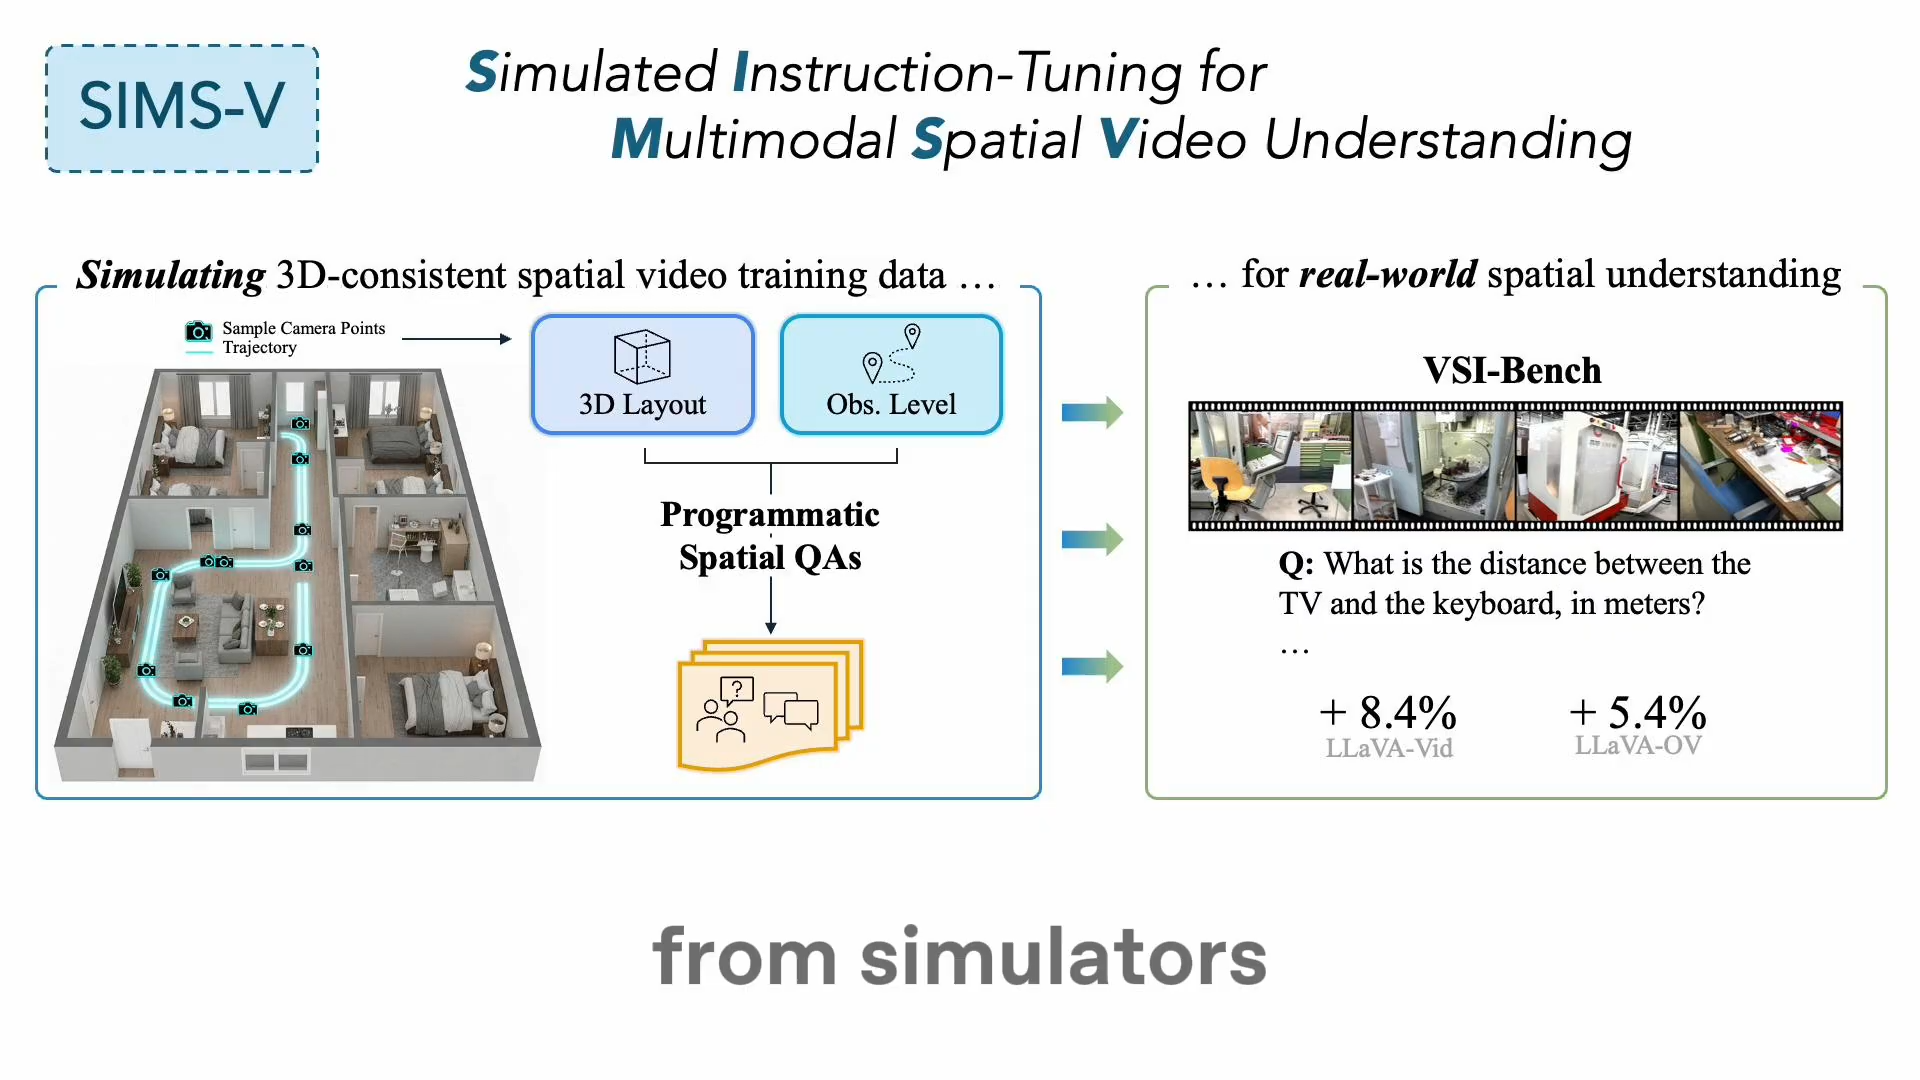 SIMS-V
Simulated Instruction-Tuning for
Multimodal Spatial Video Understanding
Simulating 3D-consistent spatial video training data …
Sample Camera Points
Trajectory
3D Layout
Obs. Level
Programmatic
Spatial QAs
?
… for real-world spatial understanding
VSI-Bench
Q: What is the distance between the
TV and the keyboard, in meters?
…
+ 8.4%
LLaVA-Vid
+ 5.4%
LLaVA-OV
from simulators